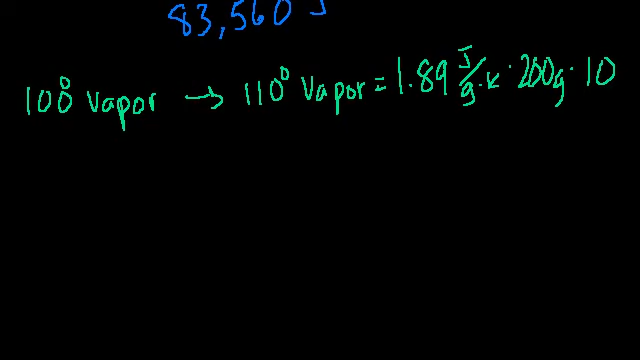 83,560 J
100° vapor → 110° vapor = 1.89 J/g·K · 200g · 10